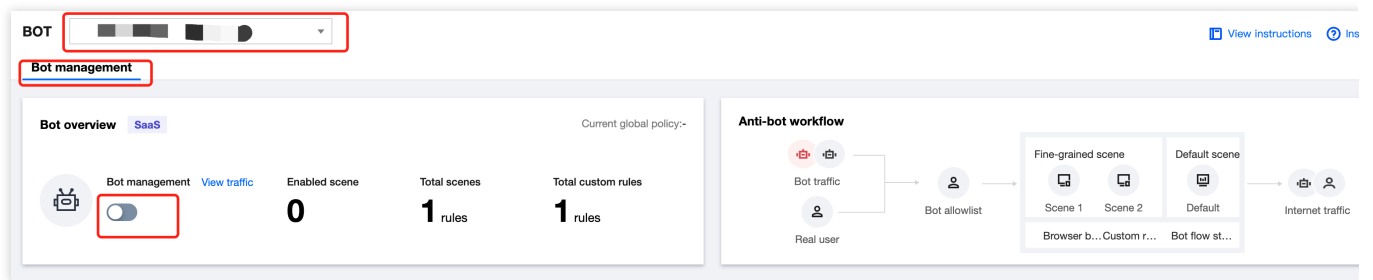 BOT
View instructions Ins
Bot management
Bot overview SaaS Current global policy:-
Bot management View traffic Enabled scene Total scenes Total custom rules
0 1 rules 1 rules
Anti-bot workflow
Fine-grained scene Default scene
Bot traffic
Bot allowlist Scene 1 Scene 2 Default Internet traffic
Real user
Browser b... Custom r... Bot flow st...